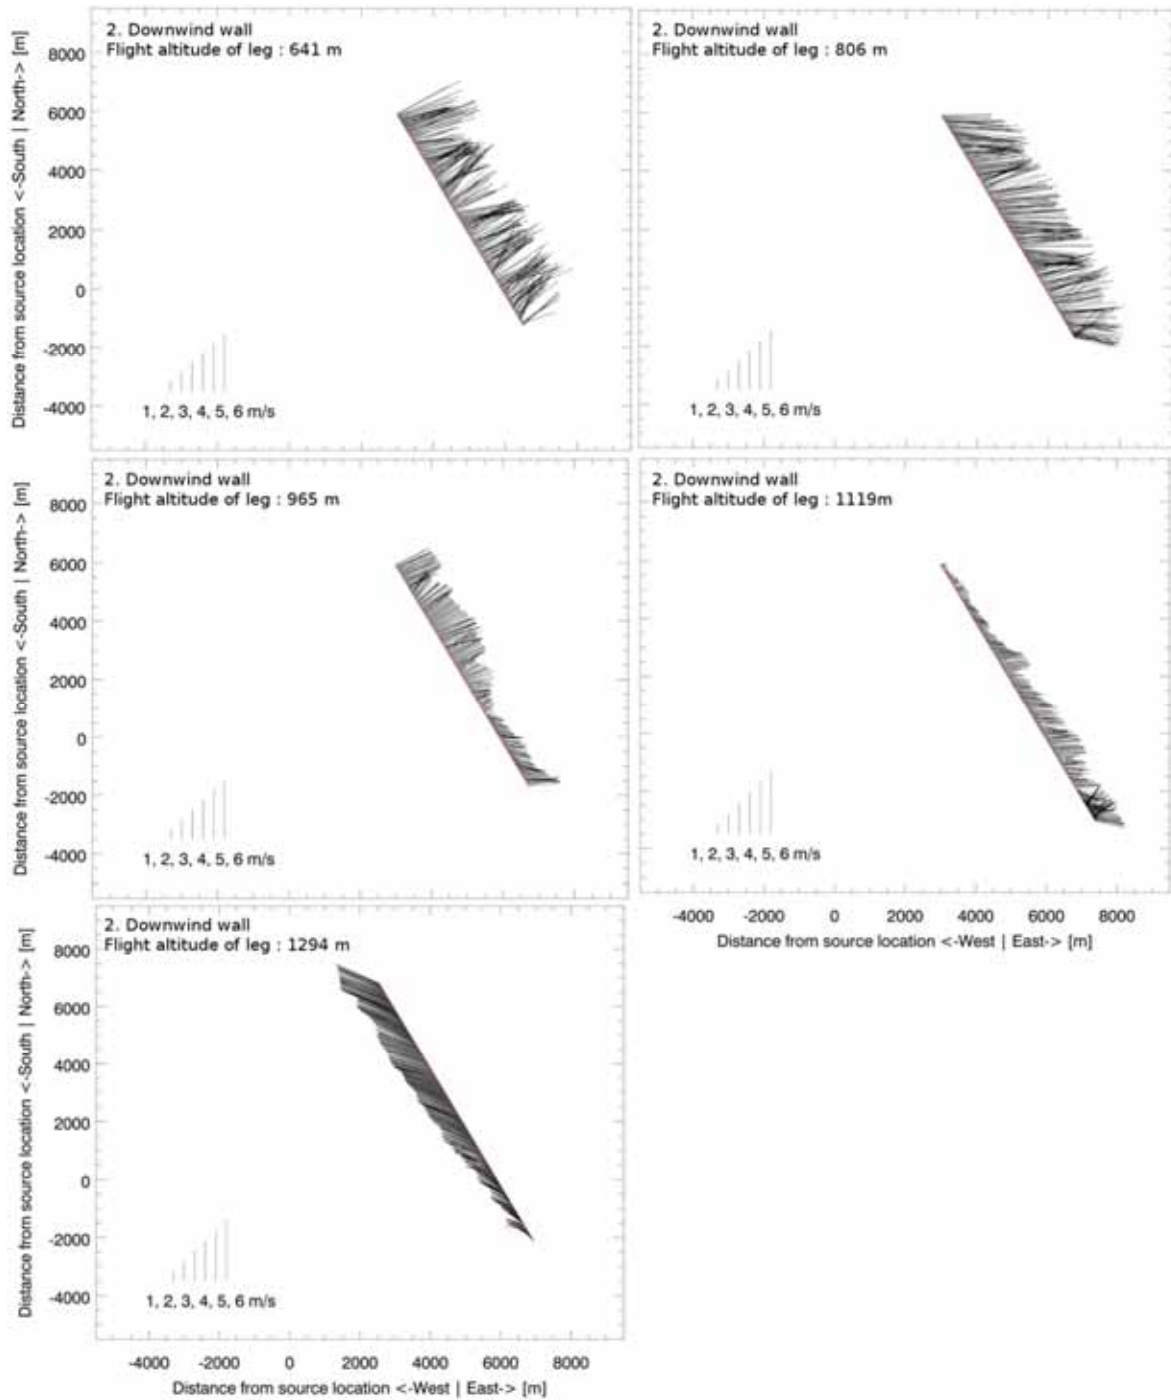 2. Downwind wall
Flight altitude of leg : 641 m
8000
6000
4000
2000
0
-2000
-4000
Distance from source location <-South | North-> [m]
1, 2, 3, 4, 5, 6 m/s
2. Downwind wall
Flight altitude of leg : 806 m
1, 2, 3, 4, 5, 6 m/s
2. Downwind wall
Flight altitude of leg : 965 m
8000
6000
4000
2000
0
-2000
-4000
Distance from source location <-South | North-> [m]
1, 2, 3, 4, 5, 6 m/s
2. Downwind wall
Flight altitude of leg : 1119m
1, 2, 3, 4, 5, 6 m/s
-4000 -2000 0 2000 4000 6000 8000
Distance from source location <-West | East-> [m]
2. Downwind wall
Flight altitude of leg : 1294 m
8000
6000
4000
2000
0
-2000
-4000
Distance from source location <-South | North-> [m]
1, 2, 3, 4, 5, 6 m/s
-4000 -2000 0 2000 4000 6000 8000
Distance from source location <-West | East-> [m]